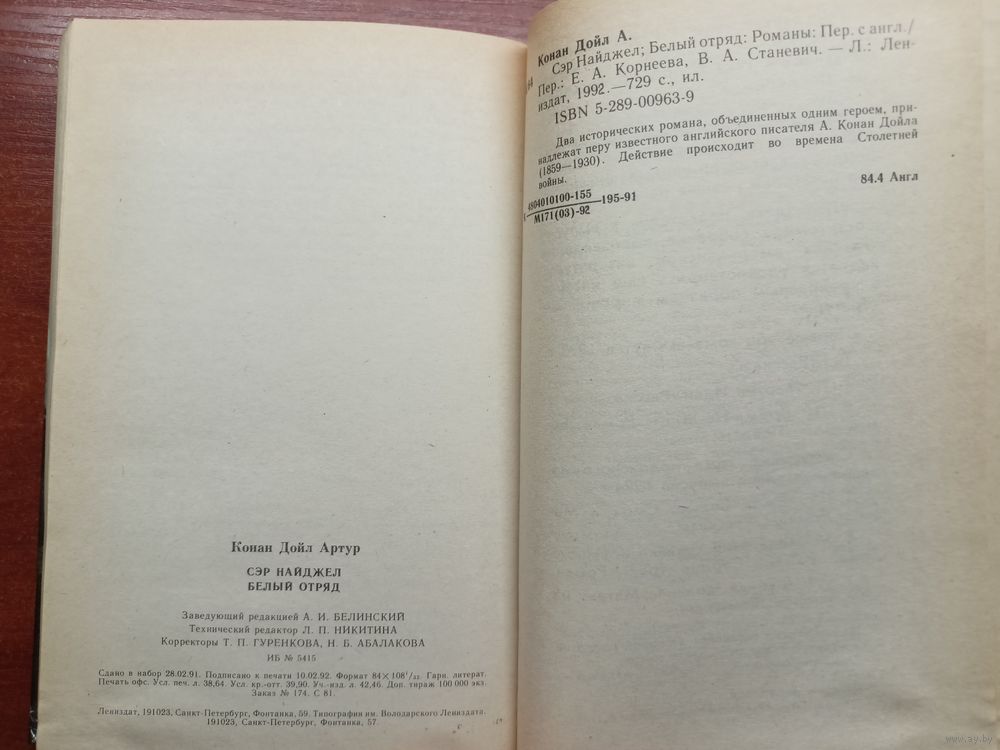 Конан Дойл Артур
СЭР НАЙДЖЕЛ
БЕЛЫЙ ОТРЯД
Заведующий редакцией А. И. БЕЛИНСКИЙ
Технический редактор Л. П. НИКИТИНА
Корректоры Т. П. ГУРЕНКОВА, Н. Б. АБАЛАКОВА
ИБ № 5415
Сдано в набор 28.02.91. Подписано к печати 10.02.92. Формат 84×108¹/₃₂. Гарн. литерат.
Печать офс. Усл. печ. л. 38,64. Усл. кр.-отт. 39,90. Уч.-изд. л. 42,46. Доп. тираж 100 000 экз.
Заказ № 174. С 81.
Лениздат, 191023, Санкт-Петербург, Фонтанка, 59. Типография им. Володарского Лениздата.
191023, Санкт-Петербург, Фонтанка, 57.
Конан Дойл А.
Сэр Найджел; Белый отряд: Романы: Пер. с англ./
Пер.: Е. А. Корнеева, В. А. Станевич. — Л.: Лен-
издат, 1992.—729 с., ил.
ISBN 5-289-00963-9
Два исторических романа, объединенных одним героем, при-
надлежат перу известного английского писателя А. Конан Дойла
(1859—1930). Действие происходит во времена Столетней
войны.
4804010100-155
М171(03)-92
195-91
84.4 Англ
www.ay.by